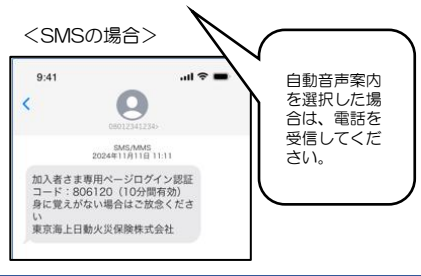 ＜SMSの場合＞
9:41
08012341234>
SMS/MMS
2024年11月11日 11:11
加入者さま専用ページログイン認証
コード：806120（10分間有効）
身に覚えがない場合はご放念くださ
い
東京海上日動火災保険株式会社
自動音声案内
を選択した場
合は、電話を
受信してくだ
さい。